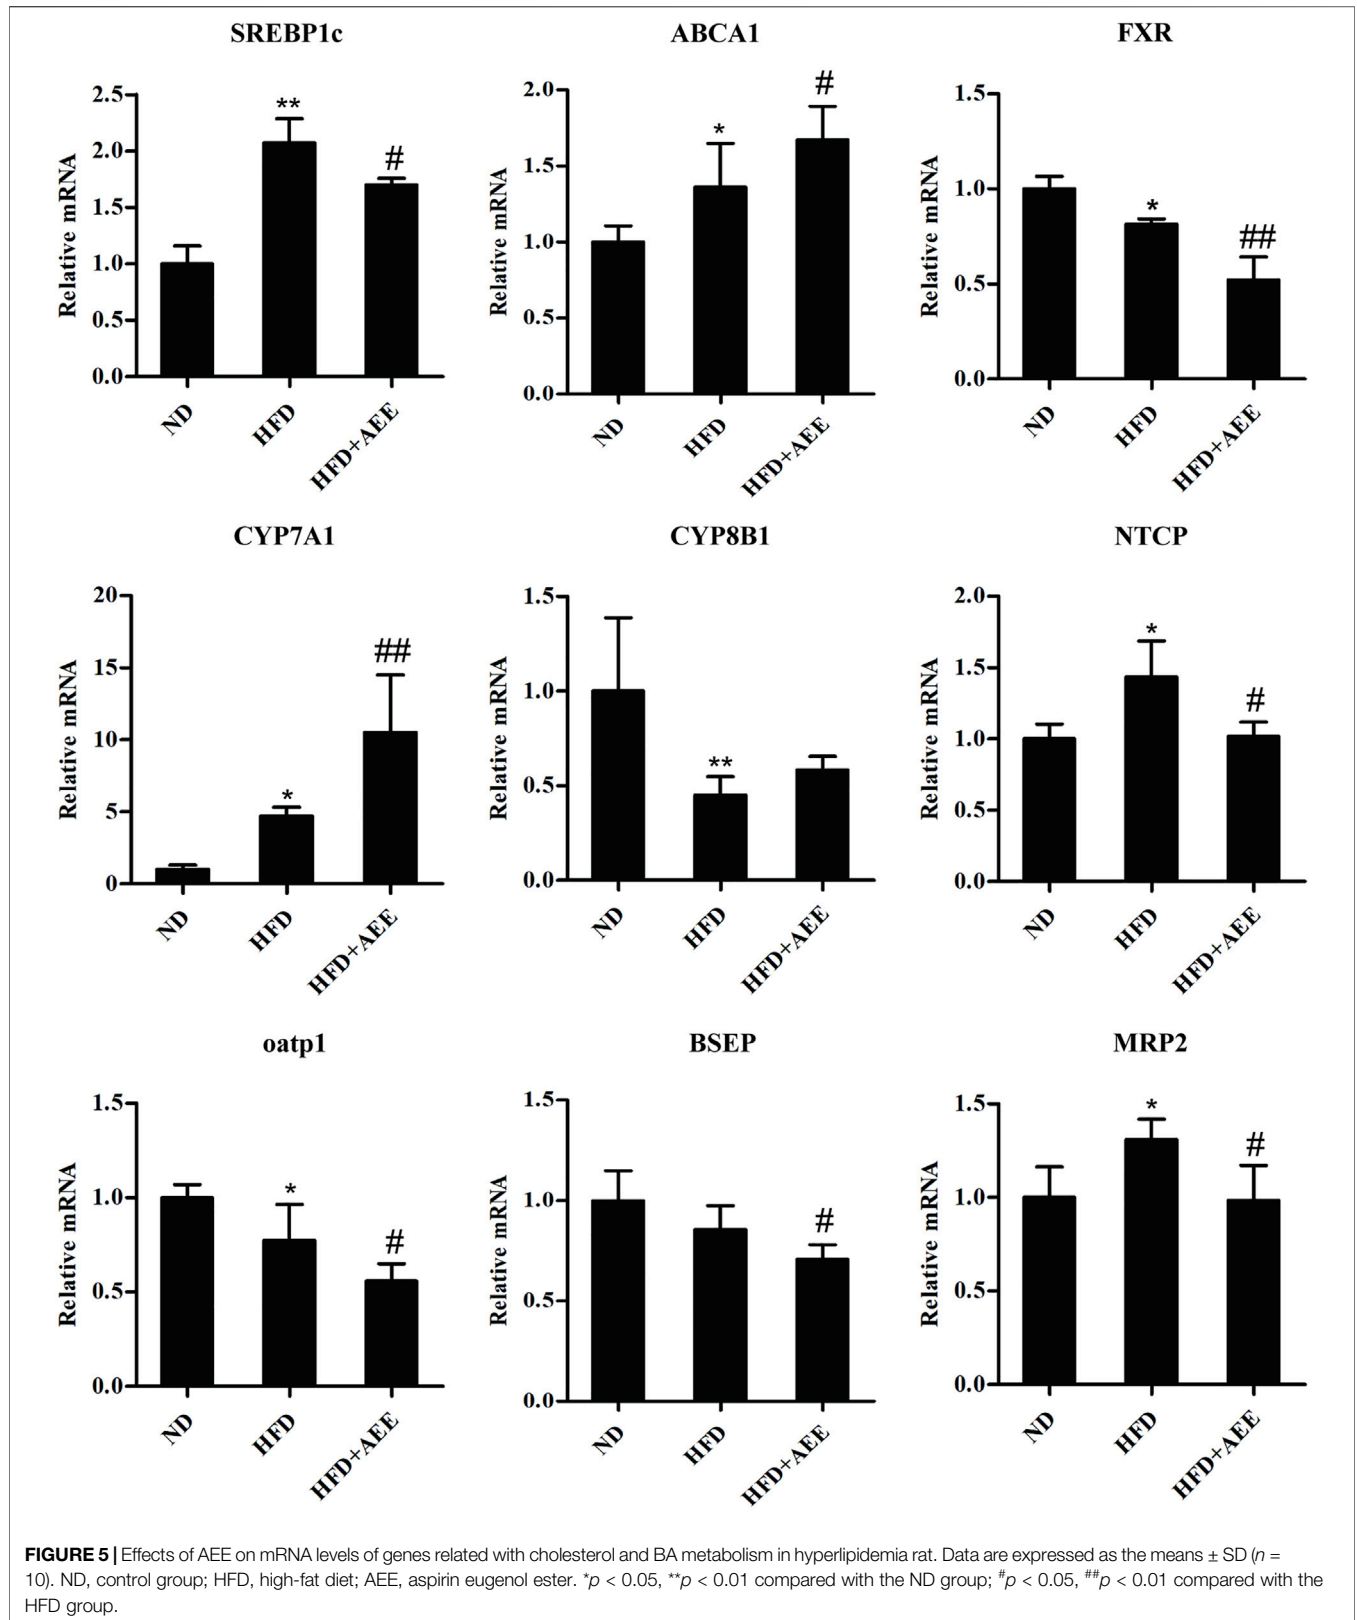 SREBP1c
Relative mRNA
2.5
2.0
1.5
1.0
0.5
0.0
**
#
ND
HFD
HFD+AEE
ABCA1
Relative mRNA
2.0
1.5
1.0
0.5
0.0
*
#
ND
HFD
HFD+AEE
FXR
Relative mRNA
1.5
1.0
0.5
0.0
*
##
ND
HFD
HFD+AEE
CYP7A1
Relative mRNA
20
15
10
5
0
*
##
ND
HFD
HFD+AEE
CYP8B1
Relative mRNA
1.5
1.0
0.5
0.0
**
ND
HFD
HFD+AEE
NTCP
Relative mRNA
2.0
1.5
1.0
0.5
0.0
*
#
ND
HFD
HFD+AEE
oatp1
Relative mRNA
1.5
1.0
0.5
0.0
*
#
ND
HFD
HFD+AEE
BSEP
Relative mRNA
1.5
1.0
0.5
0.0
#
ND
HFD
HFD+AEE
MRP2
Relative mRNA
1.5
1.0
0.5
0.0
*
#
ND
HFD
HFD+AEE
FIGURE 5 | Effects of AEE on mRNA levels of genes related with cholesterol and BA metabolism in hyperlipidemia rat. Data are expressed as the means ± SD (n =
10). ND, control group; HFD, high-fat diet; AEE, aspirin eugenol ester. *p < 0.05, **p < 0.01 compared with the ND group; #p < 0.05, ##p < 0.01 compared with the
HFD group.